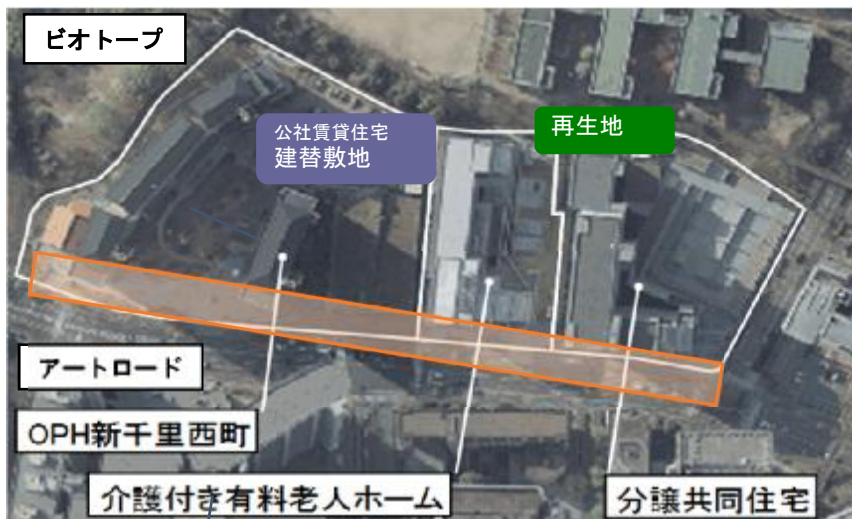 ビオトープ
公社賃貸住宅
建替敷地
再生地
アートロード
OPH新千里西町
介護付き有料老人ホーム
分譲共同住宅